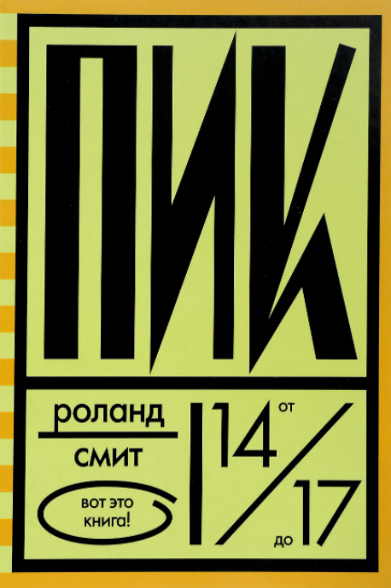 ПИК
роланд
смит
вот это
книга!
от
14
до
17